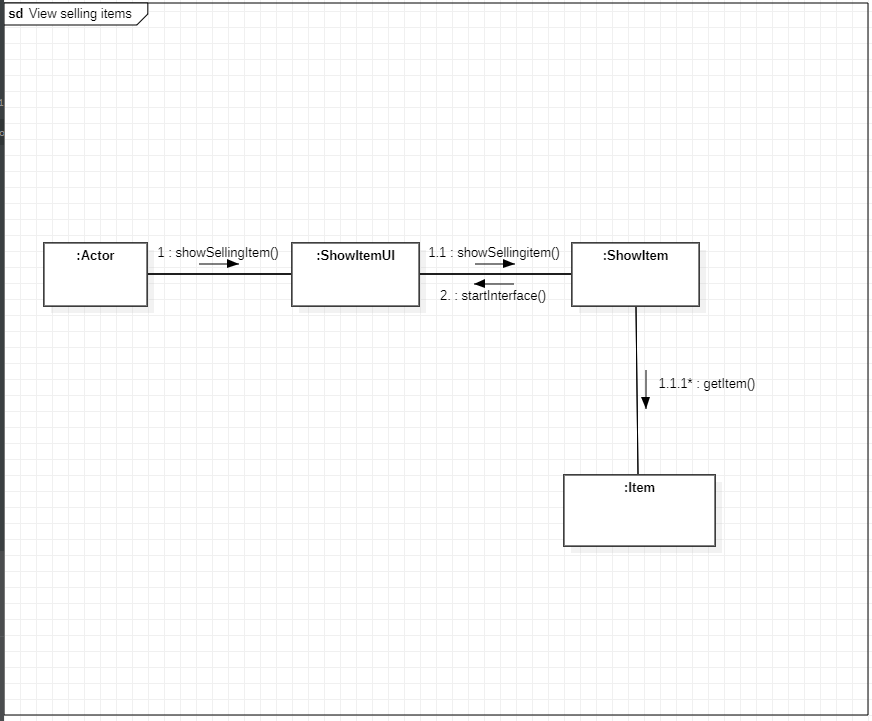 sd View selling items
:Actor
1 : showSellingItem()
:ShowItemUI
1.1 : showSellingitem()
2. : startInterface()
:ShowItem
1.1.1* : getItem()
:Item